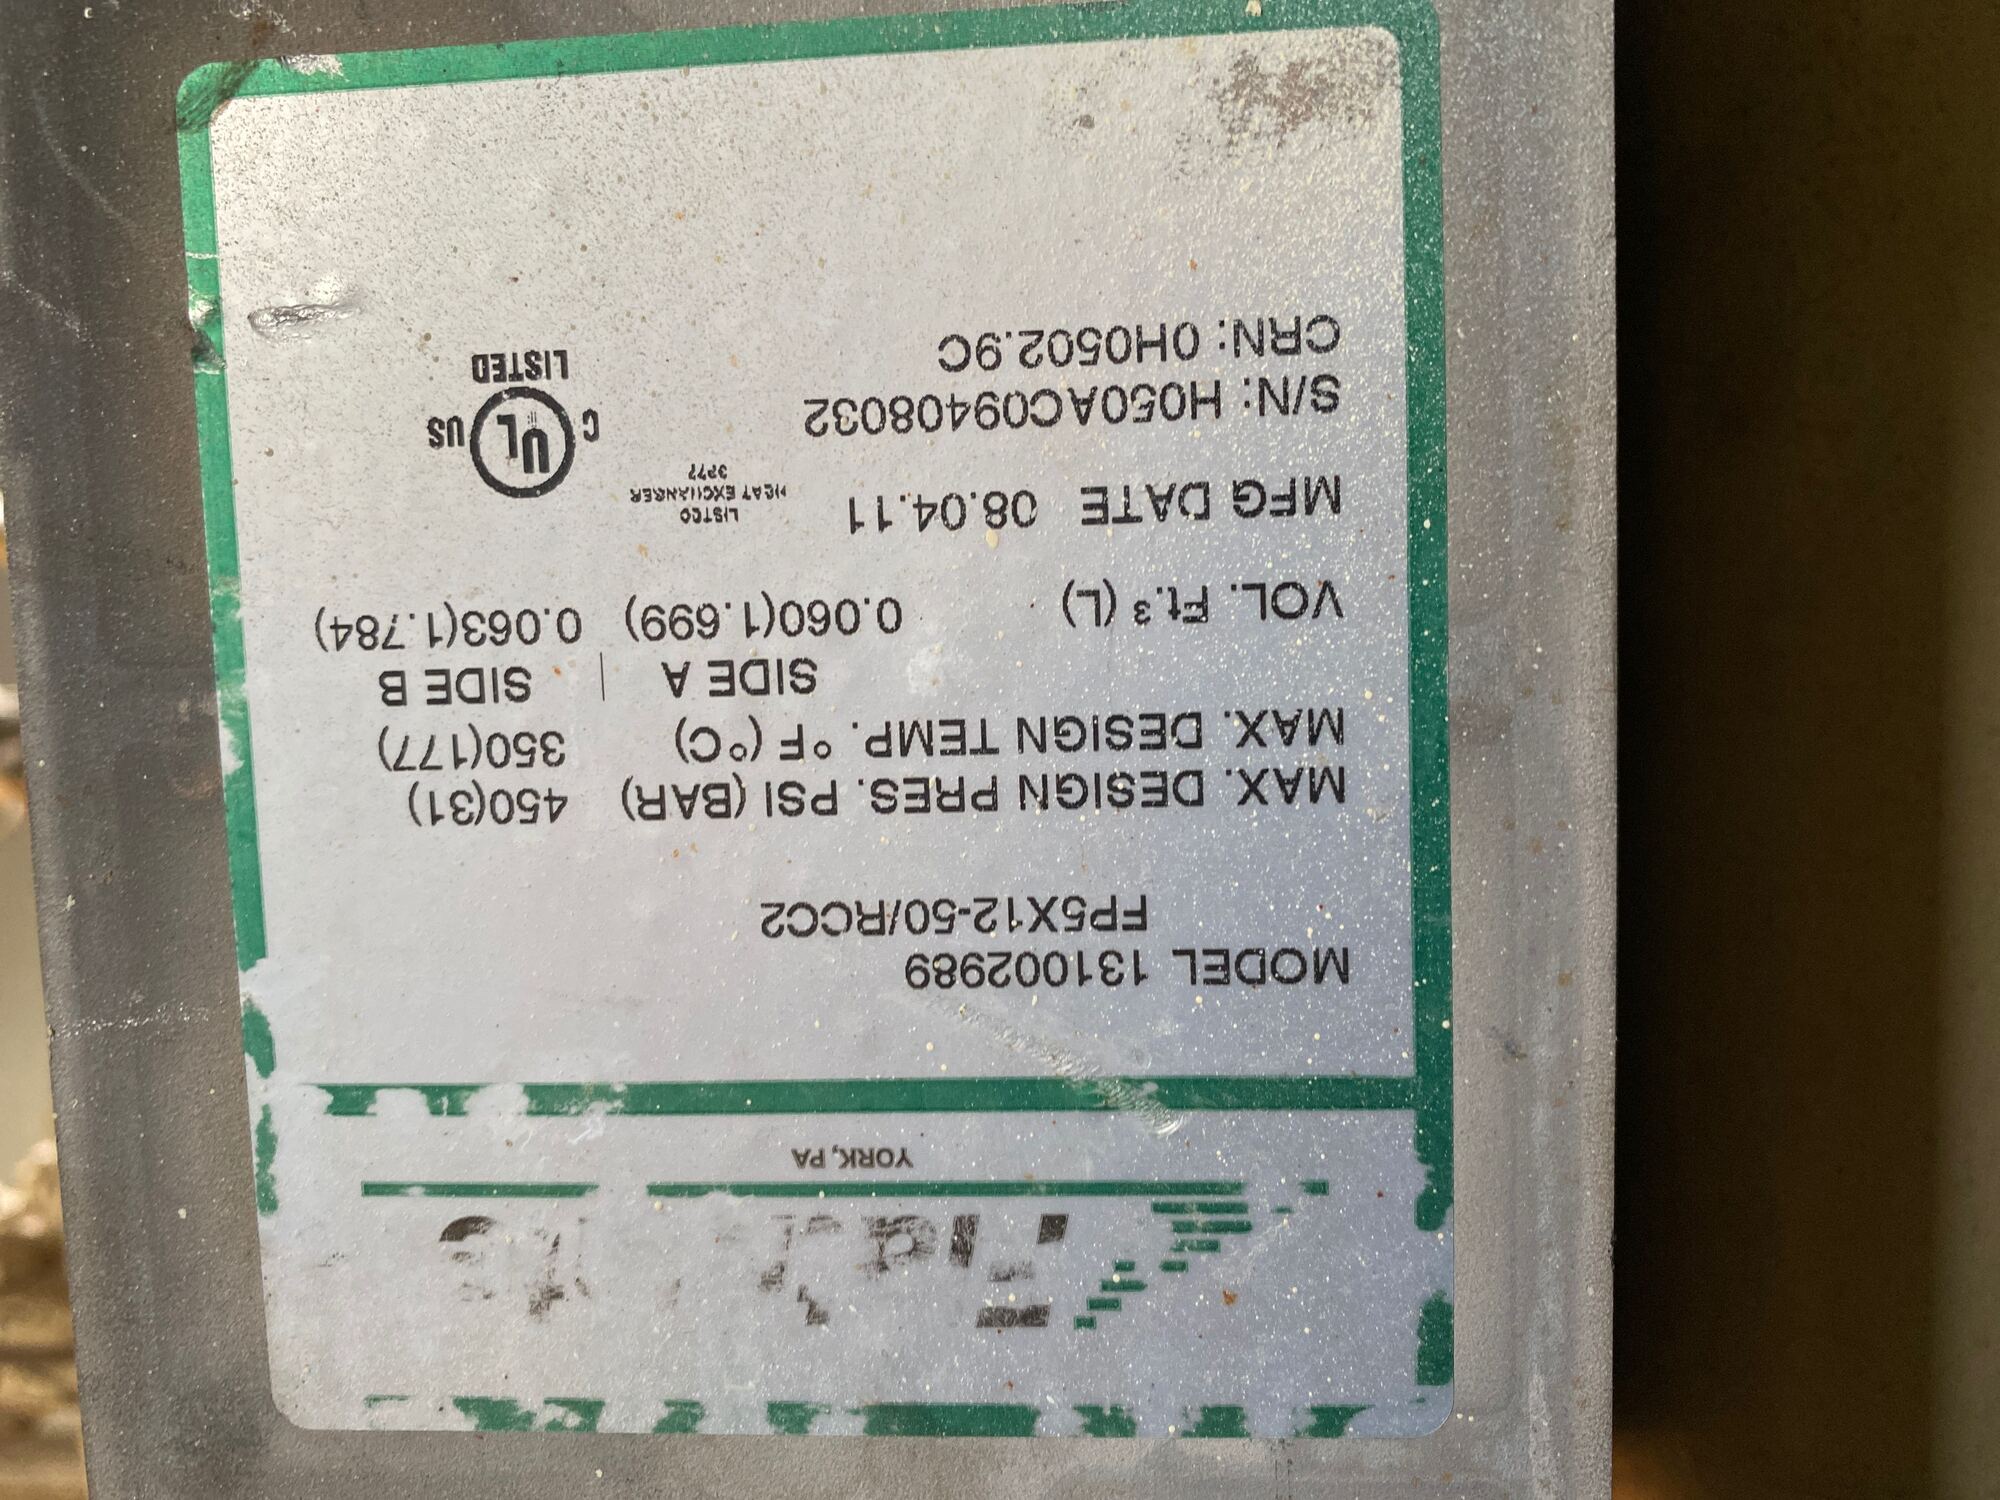 YORK, PA
MODEL 131002989
FP5X12-50/RCC2
MAX. DESIGN PRES. PSI (BAR) 450(31)
MAX. DESIGN TEMP. °F (°C) 350(177)
SIDE A | SIDE B
VOL. Ft.³ (L) 0.060(1.699) 0.063(1.784)
MFG DATE 08.04.11
LISTCO
HEAT EXCHANGER
3P77
S/N: H050AC09408032
CRN: 0H0502.9C
C UL US
LISTED